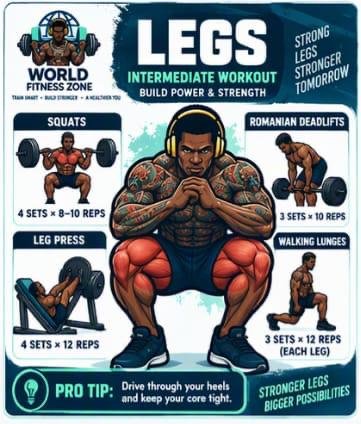 WORLD
FITNESS ZONE
TRAIN SMART • BUILD STRONGER • A HEALTHIER YOU
LEGS
INTERMEDIATE WORKOUT
BUILD POWER & STRENGTH
STRONG
LEGS
STRONGER
TOMORROW
SQUATS
4 SETS × 8–10 REPS
ROMANIAN DEADLIFTS
3 SETS × 10 REPS
LEG PRESS
4 SETS × 12 REPS
WALKING LUNGES
3 SETS × 12 REPS
(EACH LEG)
PRO TIP:
Drive through your heels
and keep your core tight.
STRONGER LEGS
BIGGER POSSIBILITIES